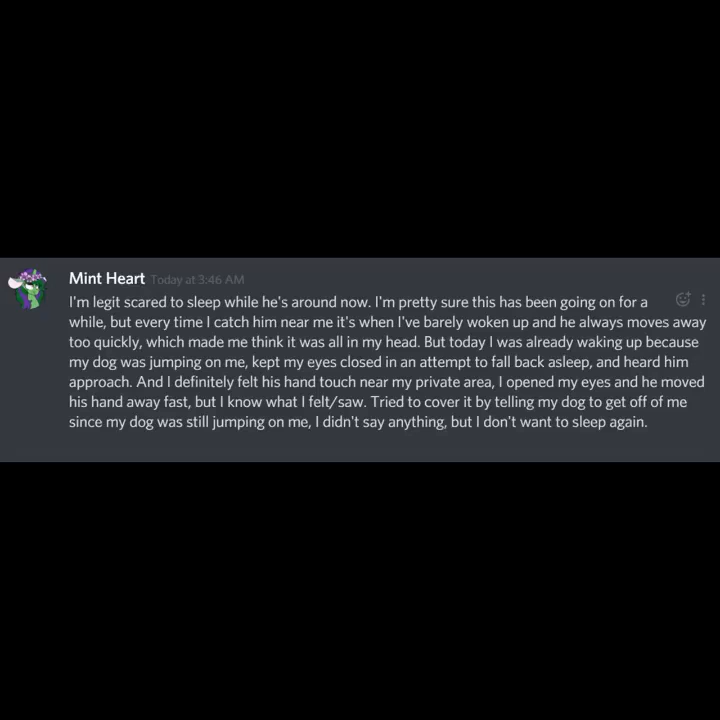 Mint Heart Today at 3:46 AM
I'm legit scared to sleep while he's around now. I'm pretty sure this has been going on for a
while, but every time I catch him near me it's when I've barely woken up and he always moves away
too quickly, which made me think it was all in my head. But today I was already waking up because
my dog was jumping on me, kept my eyes closed in an attempt to fall back asleep, and heard him
approach. And I definitely felt his hand touch near my private area, I opened my eyes and he moved
his hand away fast, but I know what I felt/saw. Tried to cover it by telling my dog to get off of me
since my dog was still jumping on me, I didn't say anything, but I don't want to sleep again.